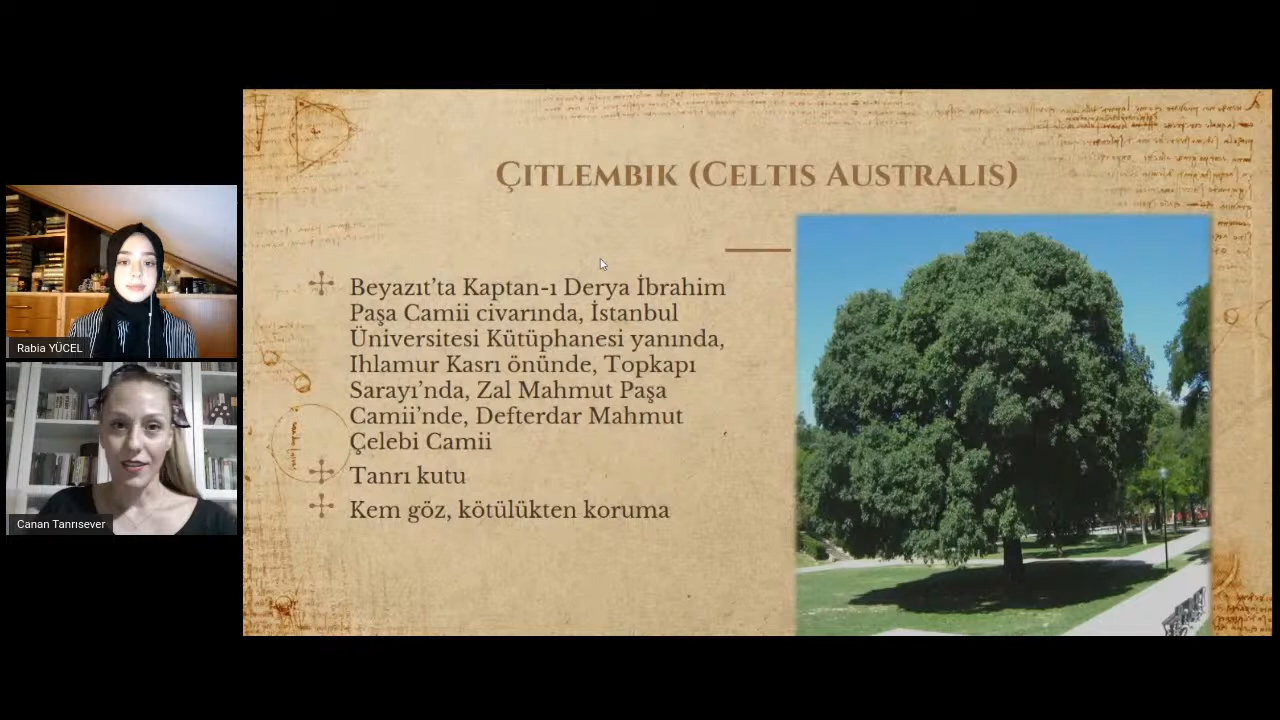 ÇITLEMBIK (CELTIS AUSTRALIS)
Beyazıt'ta Kaptan-ı Derya İbrahim
Paşa Camii civarında, İstanbul
Üniversitesi Kütüphanesi yanında,
Ihlamur Kasrı önünde, Topkapı
Sarayı'nda, Zal Mahmut Paşa
Camii'nde, Defterdar Mahmut
Çelebi Camii
Tanrı kutu
Kem göz, kötülükten koruma
Rabia YÜCEL
Canan Tanrısever